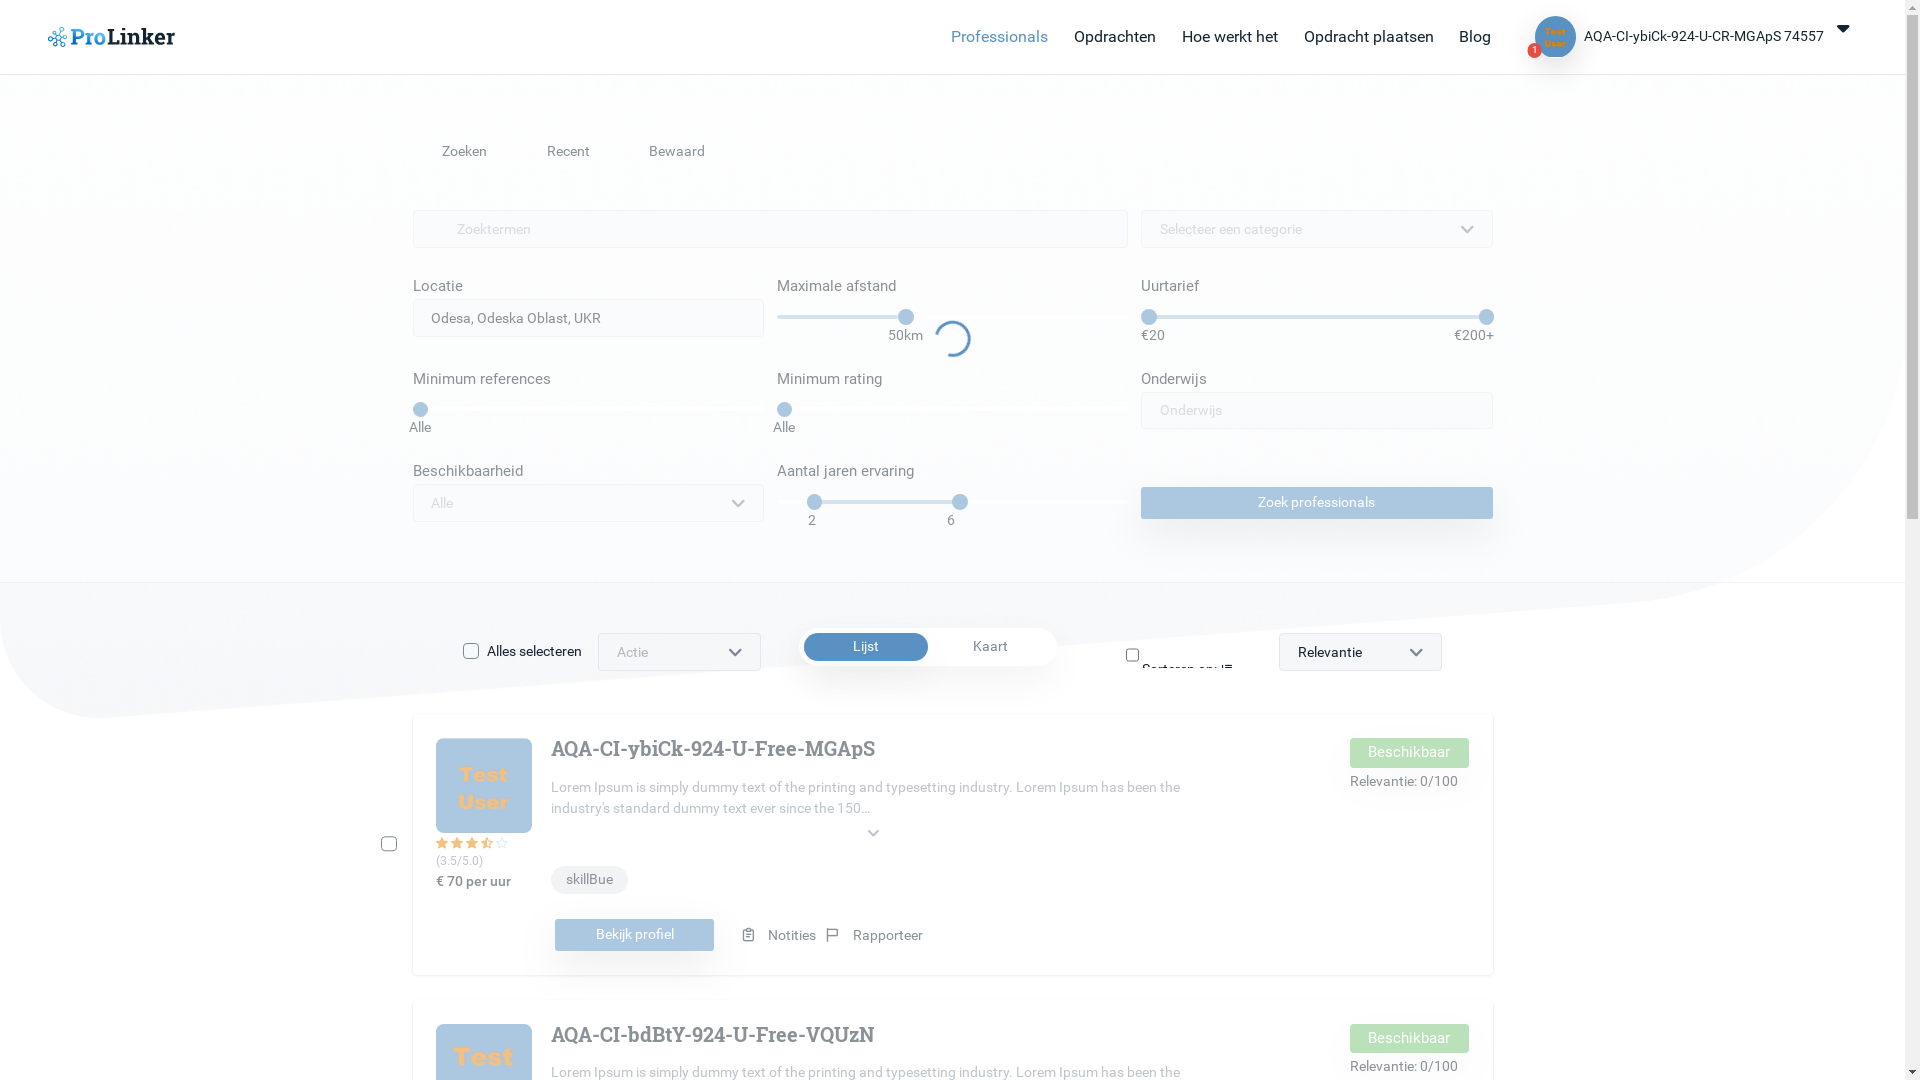 ProLinker
Professionals
Opdrachten
Hoe werkt het
Opdracht plaatsen
Blog
Test
User
1
AQA-CI-ybiCk-924-U-CR-MGApS 74557
Zoeken
Recent
Bewaard
Zoektermen
Selecteer een categorie
Locatie
Maximale afstand
Uurtarief
Odesa, Odeska Oblast, UKR
50km
€20
€200+
Minimum references
Minimum rating
Onderwijs
Alle
Alle
Onderwijs
Beschikbaarheid
Aantal jaren ervaring
Alle
2
6
Zoek professionals
Alles selecteren
Actie
Lijst
Kaart
Relevantie
Test
User
(3.5/5.0)
€ 70 per uur
AQA-CI-ybiCk-924-U-Free-MGApS
Lorem Ipsum is simply dummy text of the printing and typesetting industry. Lorem Ipsum has been the
industry's standard dummy text ever since the 150...
skillBue
Bekijk profiel
Notities
Rapporteer
Beschikbaar
Relevantie: 0/100
Test
AQA-CI-bdBtY-924-U-Free-VQUzN
Lorem Ipsum is simply dummy text of the printing and typesetting industry. Lorem Ipsum has been the
Beschikbaar
Relevantie: 0/100